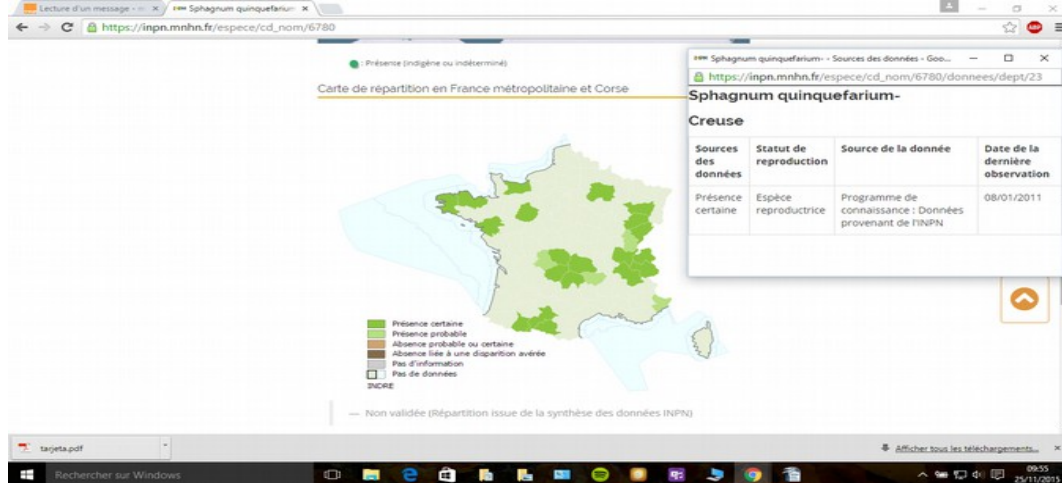 Lecture d'un message - 
Sphagnum quinquefarium
https://inpn.mnhn.fr/espece/cd_nom/6780
: Présence (indigène ou indéterminé)
Carte de répartition en France métropolitaine et Corse
Présence certaine
Présence probable
Absence probable ou certaine
Absence liée à une disparition avérée
Pas d'information
Pas de données
INDRE
— Non validée (Répartition issue de la synthèse des données INPN)
Sphagnum quinquefarium- - Sources des données - Goo...
https://inpn.mnhn.fr/espece/cd_nom/6780/donnees/dept/23
Sphagnum quinquefarium-
Creuse
Sources des données
Statut de reproduction
Source de la donnée
Date de la dernière observation
Présence certaine
Espèce reproductrice
Programme de connaissance : Données provenant de l'INPN
08/01/2011
tarjeta.pdf
Afficher tous les téléchargements...
Rechercher sur Windows
09:55
25/11/2015